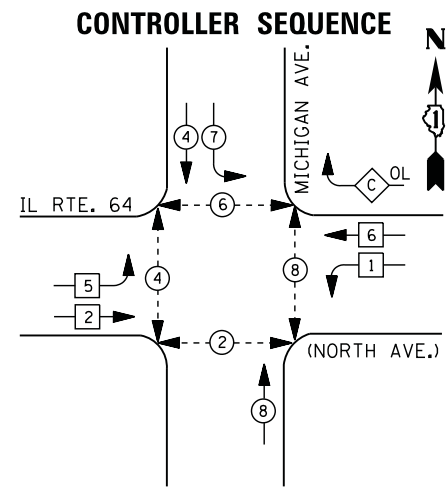 CONTROLLER SEQUENCE
N
MICHIGAN AVE.
4 7
1
C OL
IL RTE. 64
6
6
5
4
8
1
2
2
(NORTH AVE.)
8